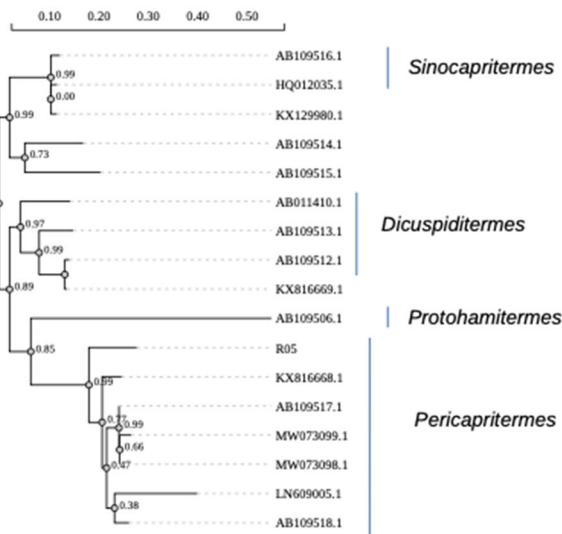 0.10 0.20 0.30 0.40 0.50
AB109516.1
Sinocapritermes
0.99
HQ012035.1
0.00
KX129980.1
0.99
AB109514.1
0.73
AB109515.1
AB011410.1
0.97
Dicuspiditermes
AB109513.1
0.99
AB109512.1
0.89
KX816669.1
AB109506.1
Protohamitermes
0.85
R05
KX816668.1
0.99
AB109517.1
0.77
Pericapritermes
0.99
MW073099.1
0.66
MW073098.1
0.47
LN609005.1
0.38
AB109518.1